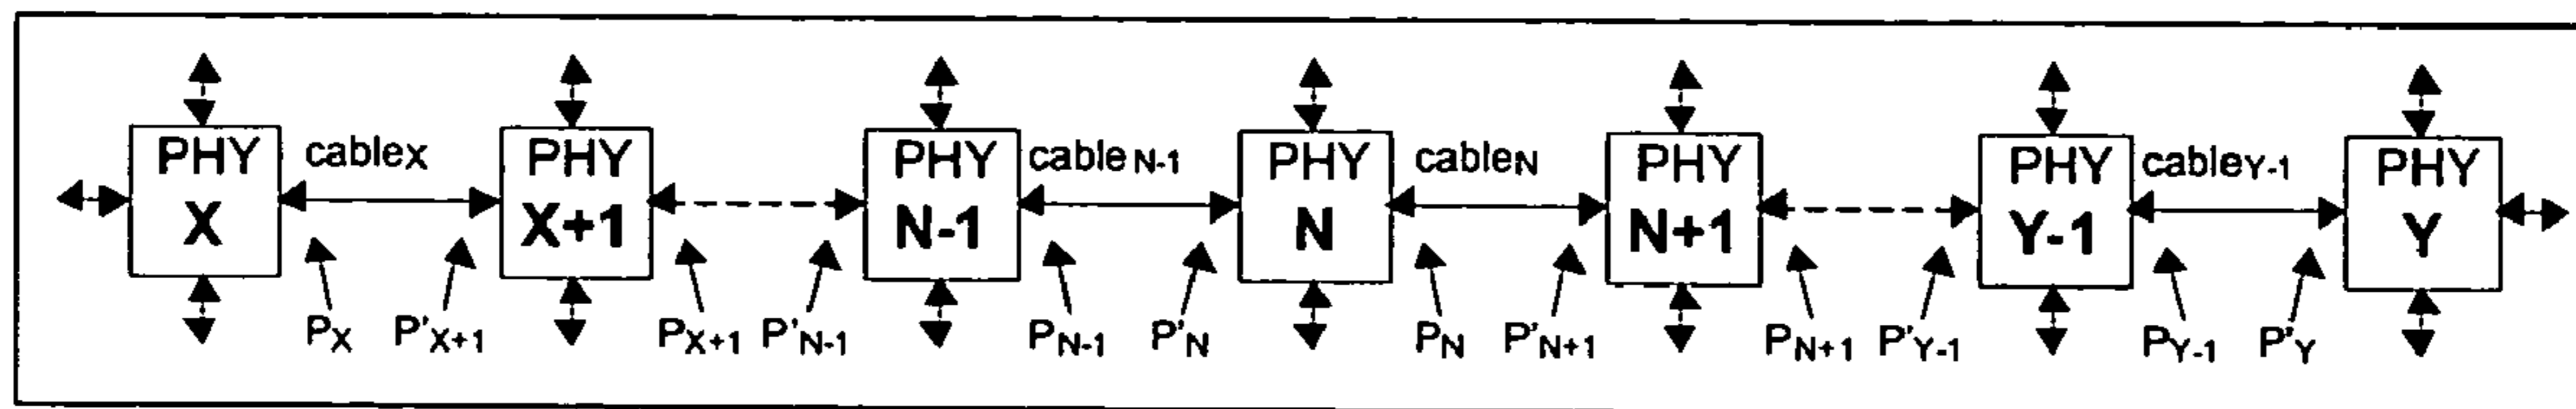 PHY cableX PHY PHY cable N-1 PHY cableN PHY PHY cableY-1 PHY
X X+1 N-1 N N+1 Y-1 Y
PX P'X+1 PX+1 P'N-1 PN-1 P'N PN P'N+1 PN+1 P'Y-1 PY-1 P'Y